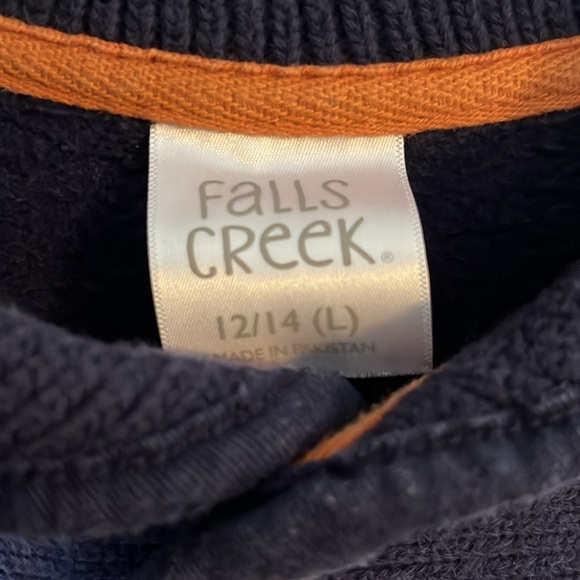 Falls
Creek®
12/14 (L)
MADE IN PAKISTAN